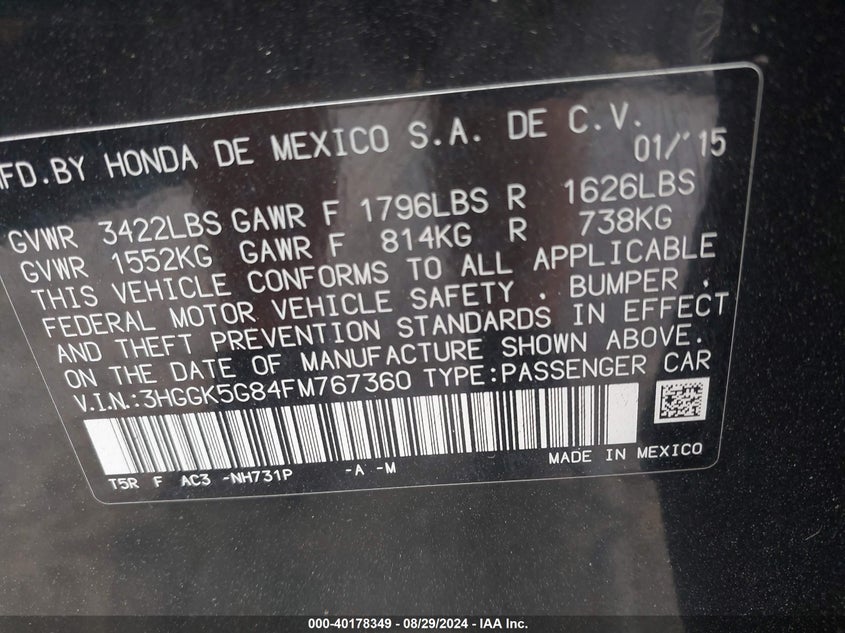 FD.BY HONDA DE MEXICO S.A. DE C.V.
01/'15
GVWR 3422LBS GAWR F 1796LBS R 1626LBS
GVWR 1552KG GAWR F 814KG R 738KG
THIS VEHICLE CONFORMS TO ALL APPLICABLE
FEDERAL MOTOR VEHICLE SAFETY , BUMPER ,
AND THEFT PREVENTION STANDARDS IN EFFECT
ON THE DATE OF MANUFACTURE SHOWN ABOVE.
V.I.N.:3HGGK5G84FM767360 TYPE:PASSENGER CAR
T5R F AC3 -NH731P -A -M MADE IN MEXICO
000-40178349 - 08/29/2024 - IAA Inc.